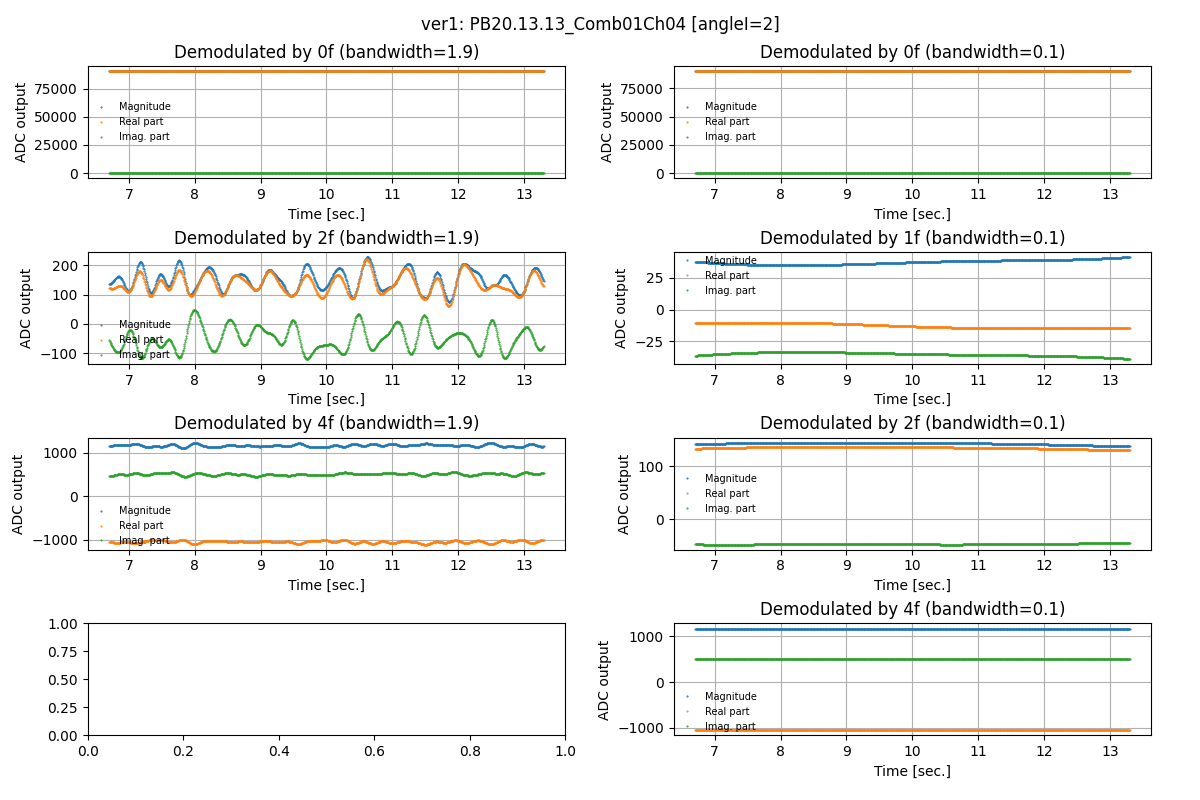 ver1: PB20.13.13_Comb01Ch04 [angleI=2]
Demodulated by 0f (bandwidth=1.9)
ADC output
75000
50000
25000
0
Magnitude
Real part
Imag. part
7 8 9 10 11 12 13
Time [sec.]
Demodulated by 0f (bandwidth=0.1)
ADC output
75000
50000
25000
0
Magnitude
Real part
Imag. part
7 8 9 10 11 12 13
Time [sec.]
Demodulated by 2f (bandwidth=1.9)
ADC output
200
100
0
−100
Magnitude
Real part
Imag. part
7 8 9 10 11 12 13
Time [sec.]
Demodulated by 1f (bandwidth=0.1)
ADC output
25
0
−25
Magnitude
Real part
Imag. part
7 8 9 10 11 12 13
Time [sec.]
Demodulated by 4f (bandwidth=1.9)
ADC output
1000
0
−1000
Magnitude
Real part
Imag. part
7 8 9 10 11 12 13
Time [sec.]
Demodulated by 2f (bandwidth=0.1)
ADC output
100
0
Magnitude
Real part
Imag. part
7 8 9 10 11 12 13
Time [sec.]
1.00
0.75
0.50
0.25
0.00
0.0 0.2 0.4 0.6 0.8 1.0
Demodulated by 4f (bandwidth=0.1)
ADC output
1000
0
−1000
Magnitude
Real part
Imag. part
7 8 9 10 11 12 13
Time [sec.]